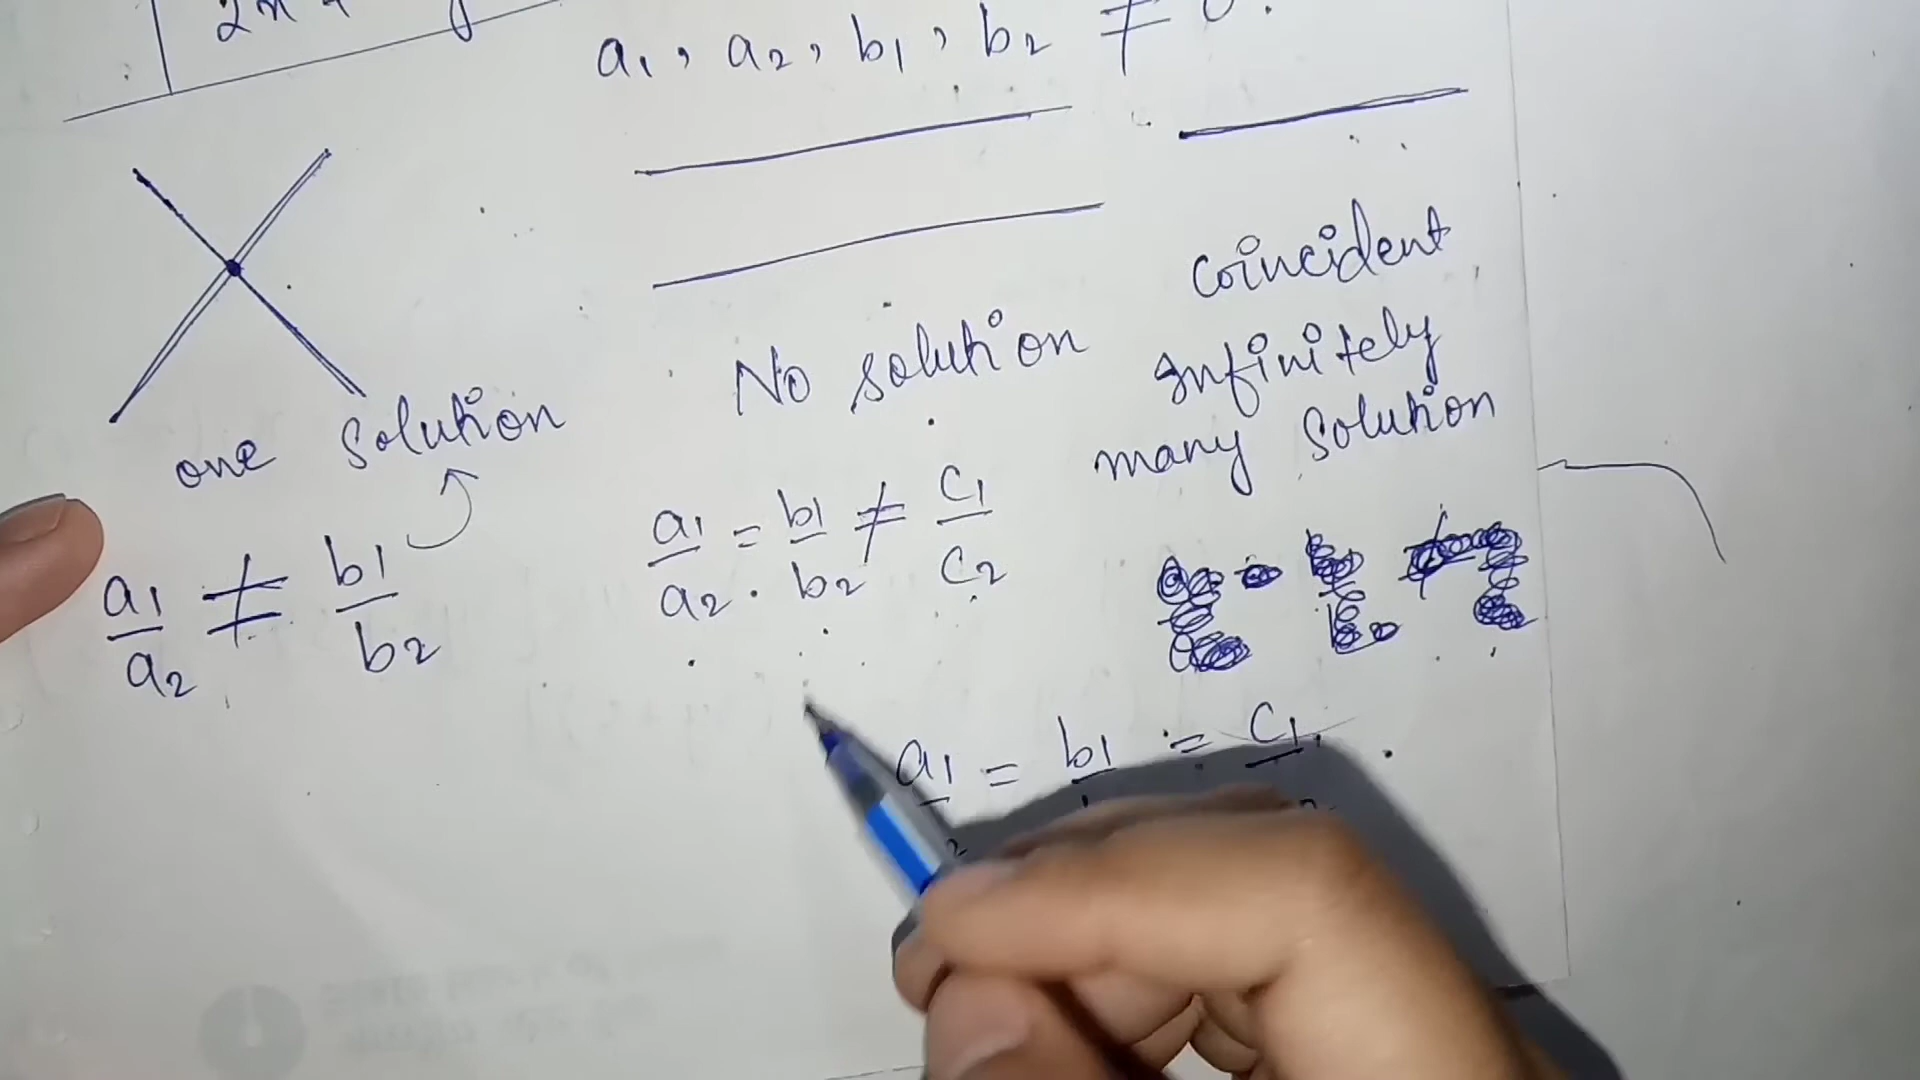 2x
a1, a2, b1, b2 ≠ 0.
one solution
a1/a2 ≠ b1/b2
No solution
a1/a2 = b1/b2 ≠ c1/c2
coincident
Infinitely
many solution
a1 = b1 = c1